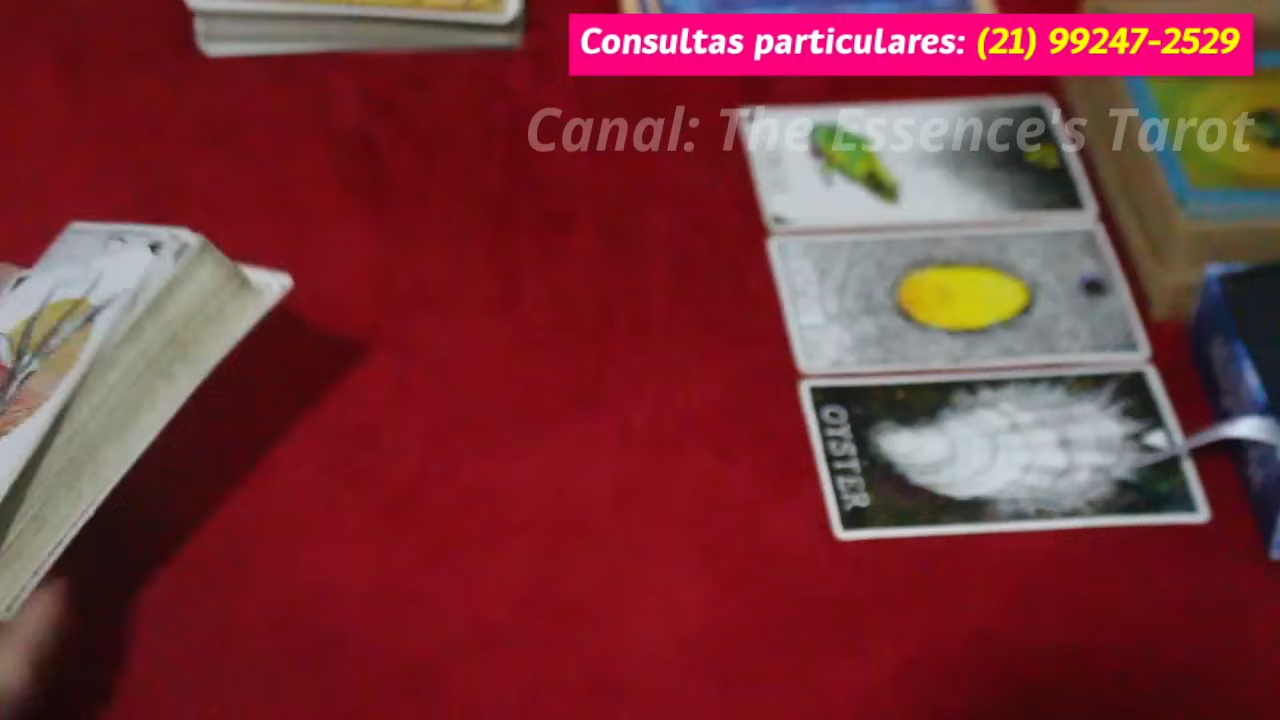 Consultas particulares: (21) 99247-2529
Canal: The Essence's Tarot
OYSTER